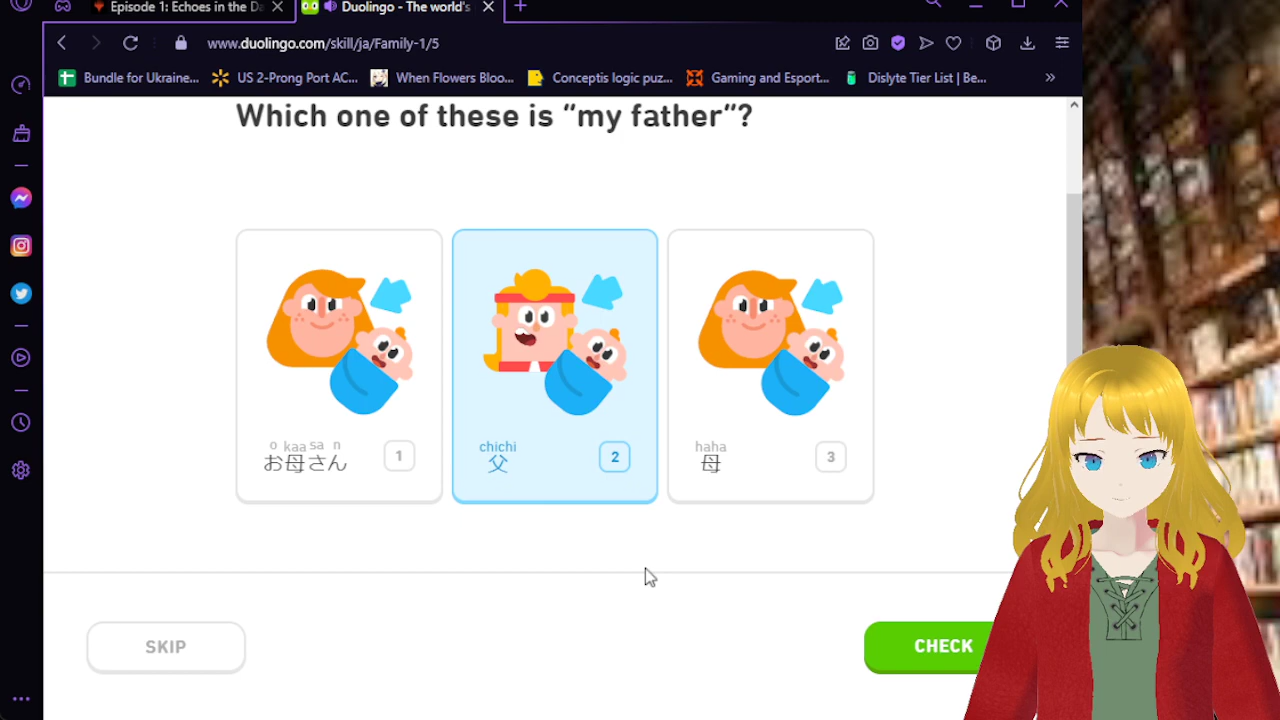 Episode 1: Echoes in the Da
Duolingo - The world's
www.duolingo.com/skill/ja/Family-1/5
Bundle for Ukraine...
US 2-Prong Port AC...
When Flowers Bloo...
Conceptis logic puz...
Gaming and Esport...
Dislyte Tier List | Be...
»
Which one of these is “my father”?
o kaa sa n
お母さん
1
chichi
父
2
haha
母
3
SKIP
CHECK